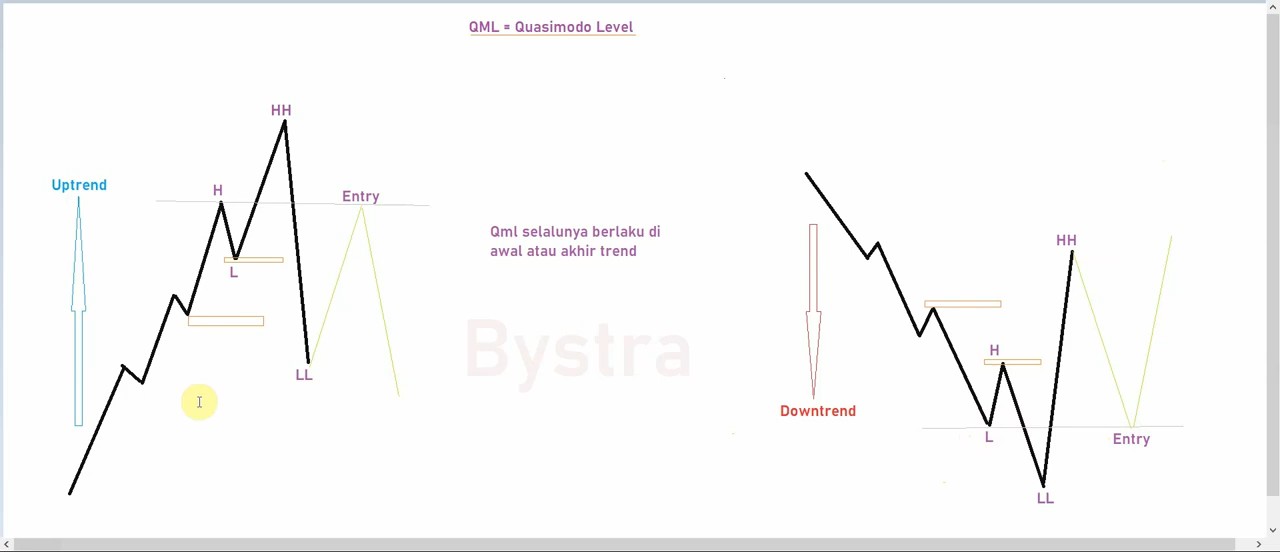 QML = Quasimodo Level
HH
Uptrend
H
Entry
L
LL
Qml selalunya berlaku di
awal atau akhir trend
Bystra
HH
H
Downtrend
L
Entry
LL